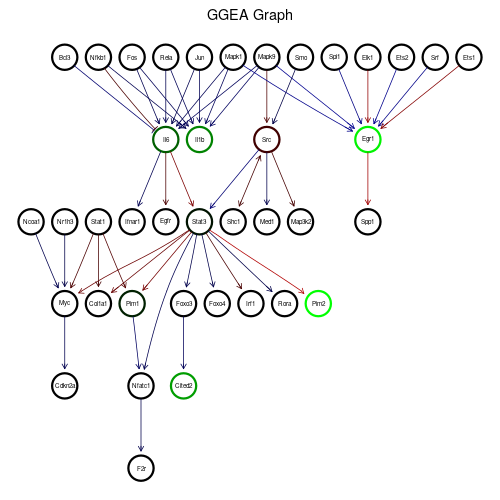 GGEA Graph
Bcl3 Nfkb1 Fos Rela Jun Mapk1 Mapk9 Smo Spi1 Elk1 Ets2 Srf Ets1
Il6 Il1b Src Egr1
Ncoa1 Nr1h3 Stat1 Ifnar1 Egfr Stat3 Shc1 Med1 Map3k2 Spp1
Myc Col1a1 Pim1 Foxo3 Foxo4 Irf1 Rora Pim2
Cdkn2a Nfatc1 Cited2
F2r